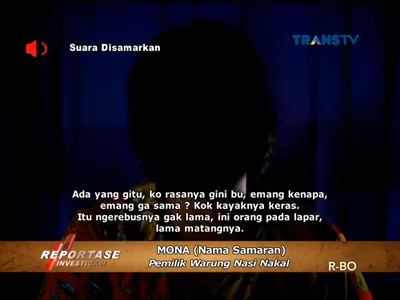 Suara Disamarkan
TRANSTV
Ada yang gitu, ko rasanya gini bu, emang kenapa,
emang ga sama ? Kok kayaknya keras.
Itu ngerebusnya gak lama, ini orang pada lapar,
lama matangnya.
REPORTASE
INVESTIGASI
MONA (Nama Samaran)
Pemilik Warung Nasi Nakal
R-BO